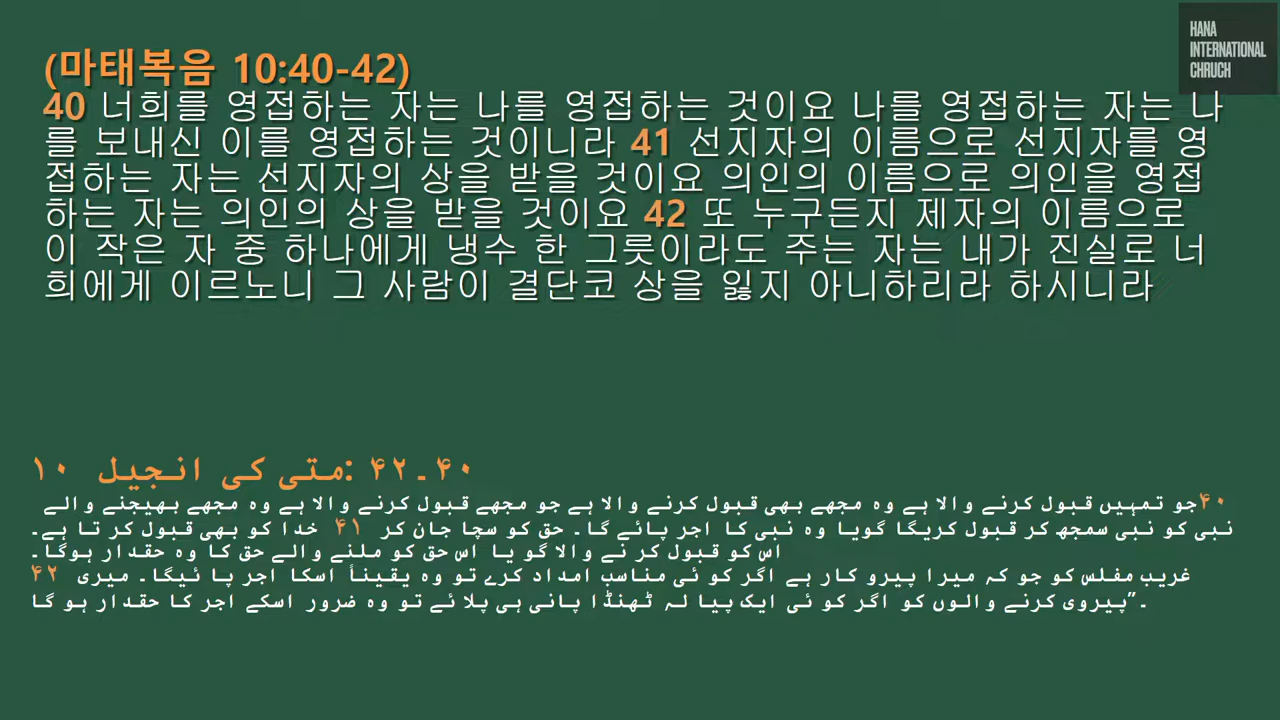 HANA
INTERNATIONAL
CHRUCH
(마태복음 10:40-42)
40 너희를 영접하는 자는 나를 영접하는 것이요 나를 영접하는 자는 나
를 보내신 이를 영접하는 것이니라 41 선지자의 이름으로 선지자를 영
접하는 자는 선지자의 상을 받을 것이요 의인의 이름으로 의인을 영접
하는 자는 의인의 상을 받을 것이요 42 또 누구든지 제자의 이름으로
이 작은 자 중 하나에게 냉수 한 그릇이라도 주는 자는 내가 진실로 너
희에게 이르노니 그 사람이 결단코 상을 잃지 아니하리라 하시니라
۱۰ متی کی انجیل: ۴۲۔۴۰
۴۰جو تمہیں قبول کرنے والا ہے وہ مجھے بھی قبول کرنے والا ہے جو مجھے قبول کرنے والا ہے وہ مجھے بھیجنے والے
خدا کو بھی قبول کر تا ہے۔ ۴۱ نبی کو نبی سمجھ کر قبول کریگا گویا وہ نبی کا اجر پائے گا۔ حق کو سچا جان کر
اس کو قبول کر نے والا گو یا اس حق کو ملنے والے حق کا وہ حقدار ہوگا۔
۴۲ غریب مفلس کو جو کہ میرا پیرو کار ہے اگر کو ئی مناسب امداد کرے تو وہ یقیناً اسکا اجر پا ئیگا۔ میری
پیروی کرنے والوں کو اگر کو ئی ایک پیا لہ ٹھنڈا پانی ہی پلا ئے تو وہ ضرور اسکے اجر کا حقدار ہو گا ۔”